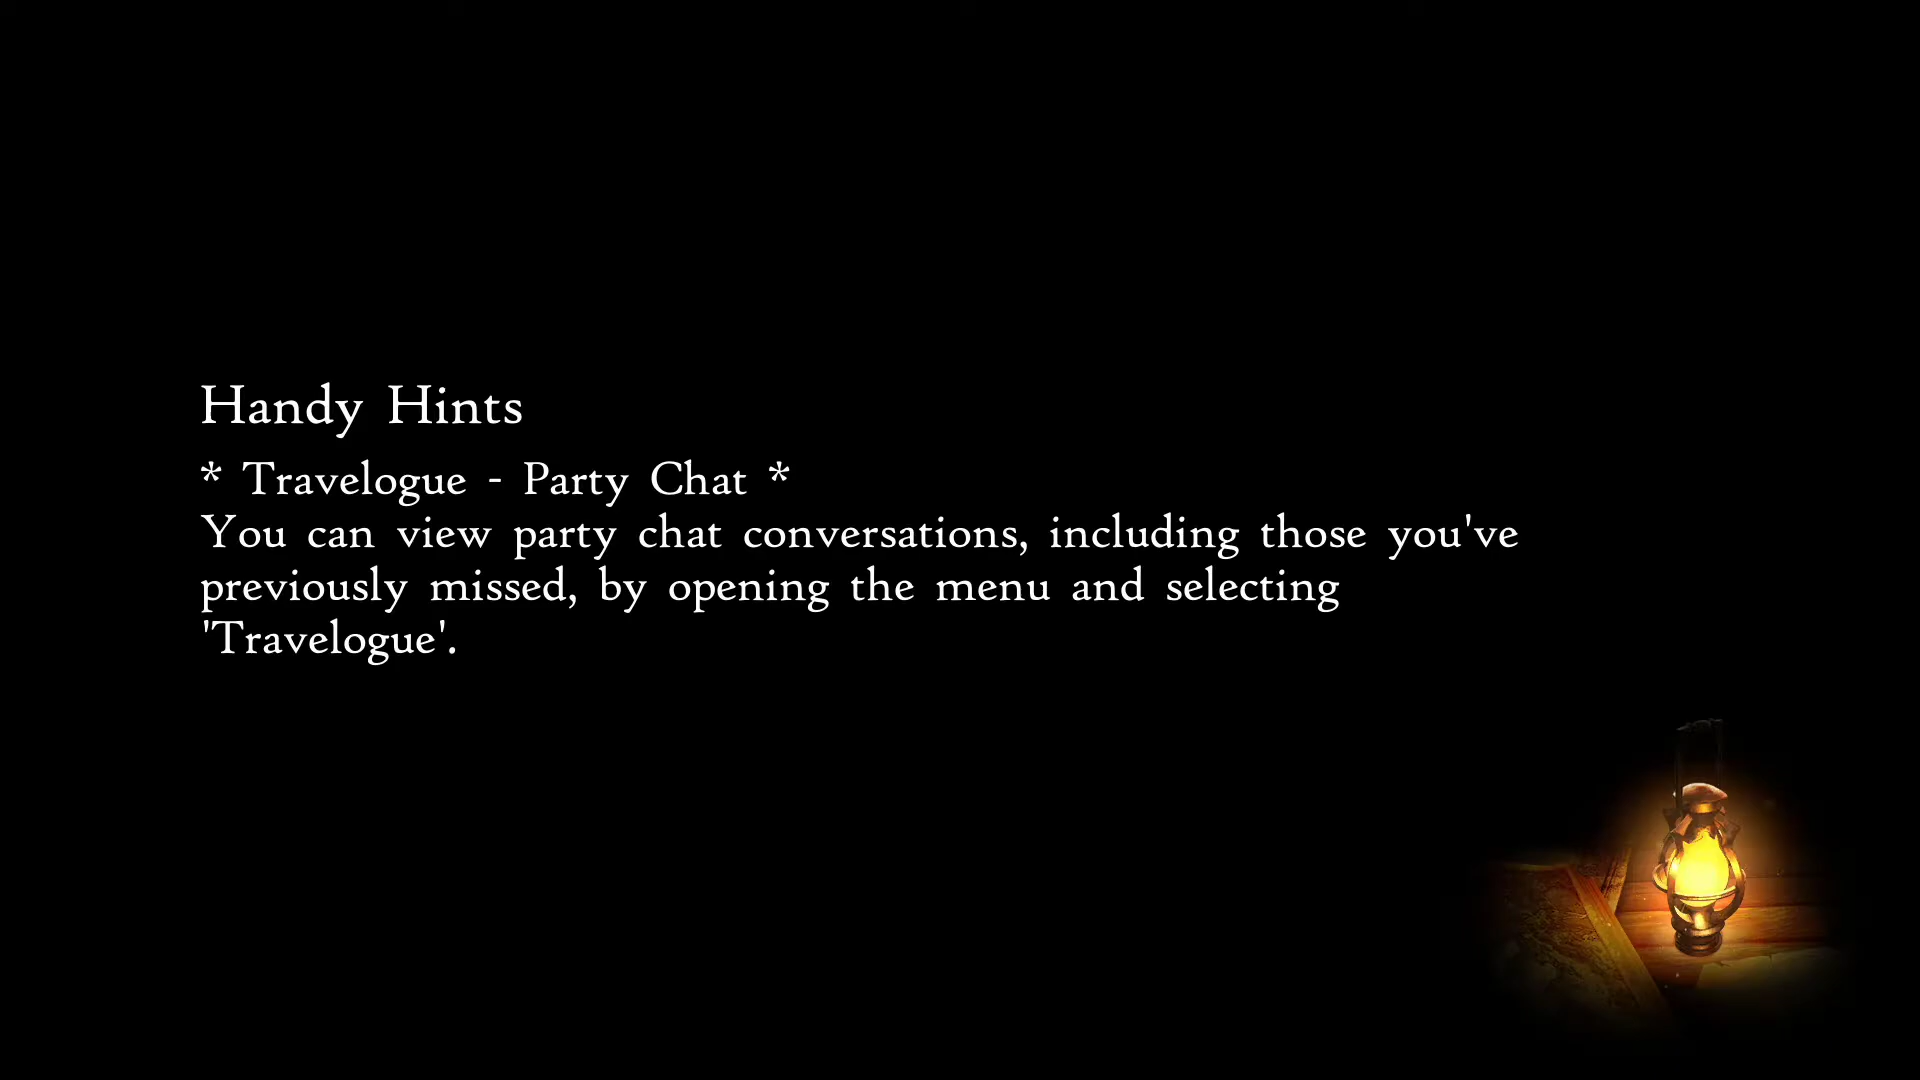 Handy Hints
* Travelogue - Party Chat *
You can view party chat conversations, including those you've
previously missed, by opening the menu and selecting
'Travelogue'.